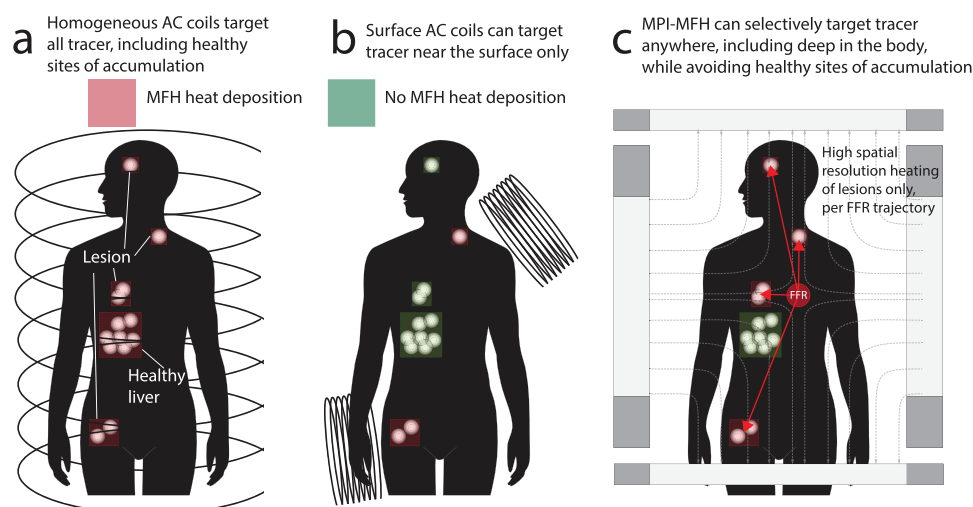 a
Homogeneous AC coils target
all tracer, including healthy
sites of accumulation
MFH heat deposition
Lesion
Healthy
liver
b
Surface AC coils can target
tracer near the surface only
No MFH heat deposition
c
MPI-MFH can selectively target tracer
anywhere, including deep in the body,
while avoiding healthy sites of accumulation
High spatial
resolution heating
of lesions only,
per FFR trajectory
FFR